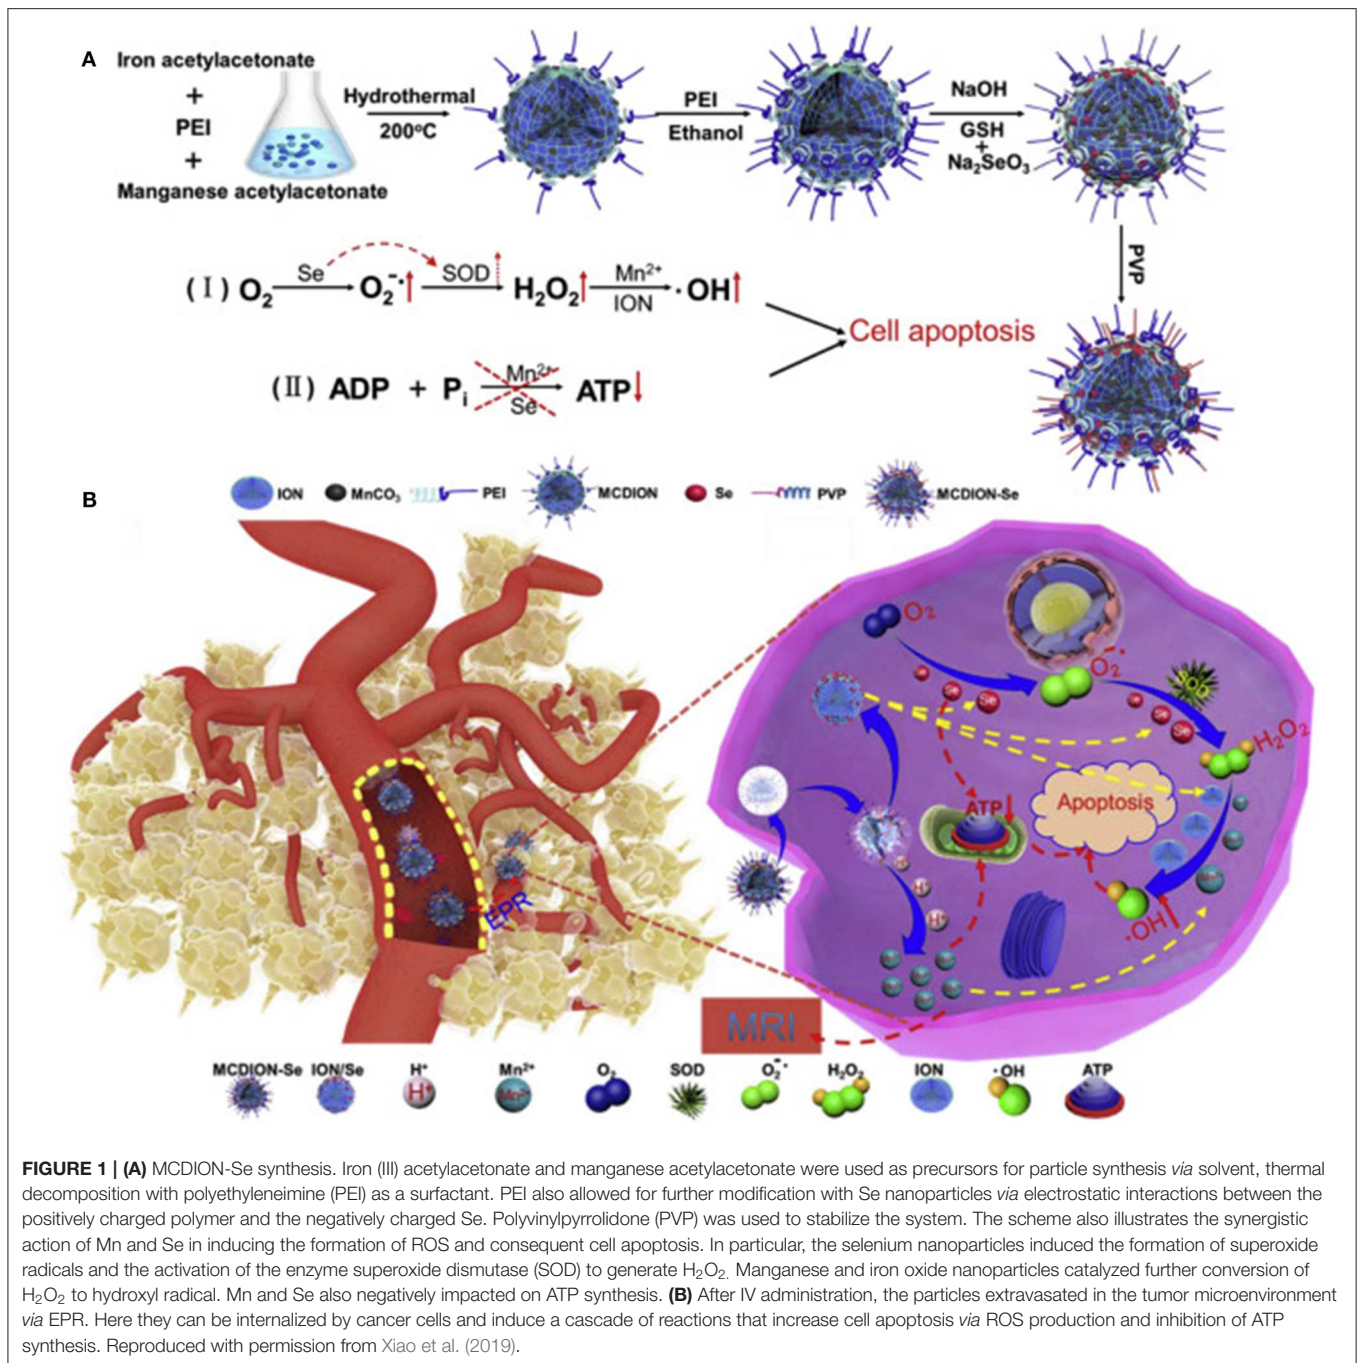 A
Iron acetylacetonate
+
PEI
+
Manganese acetylacetonate
Hydrothermal
200°C
PEI
Ethanol
NaOH
GSH
+
Na₂SeO₃
PVP
(Ⅰ) O₂ Se O₂⁻· SOD H₂O₂ Mn²⁺ ION ·OH
Cell apoptosis
(Ⅱ) ADP + Pᵢ Mn²⁺ Se ATP
ION MnCO₃ PEI MCDION Se PVP MCDION-Se
B
O₂
O₂⁻·
Se
Se
Se
SOD
Se
Se
Se
H₂O₂
ATP
Apoptosis
EPR
H⁺
H⁺
H⁺
·OH
MRI
MCDION-Se ION/Se H⁺ Mn²⁺ O₂ SOD O₂⁻· H₂O₂ ION ·OH ATP
H⁺ Mn²⁺
FIGURE 1 | (A) MCDION-Se synthesis. Iron (III) acetylacetonate and manganese acetylacetonate were used as precursors for particle synthesis via solvent, thermal
decomposition with polyethyleneimine (PEI) as a surfactant. PEI also allowed for further modification with Se nanoparticles via electrostatic interactions between the
positively charged polymer and the negatively charged Se. Polyvinylpyrrolidone (PVP) was used to stabilize the system. The scheme also illustrates the synergistic
action of Mn and Se in inducing the formation of ROS and consequent cell apoptosis. In particular, the selenium nanoparticles induced the formation of superoxide
radicals and the activation of the enzyme superoxide dismutase (SOD) to generate H₂O₂. Manganese and iron oxide nanoparticles catalyzed further conversion of
H₂O₂ to hydroxyl radical. Mn and Se also negatively impacted on ATP synthesis. (B) After IV administration, the particles extravasated in the tumor microenvironment
via EPR. Here they can be internalized by cancer cells and induce a cascade of reactions that increase cell apoptosis via ROS production and inhibition of ATP
synthesis. Reproduced with permission from Xiao et al. (2019).